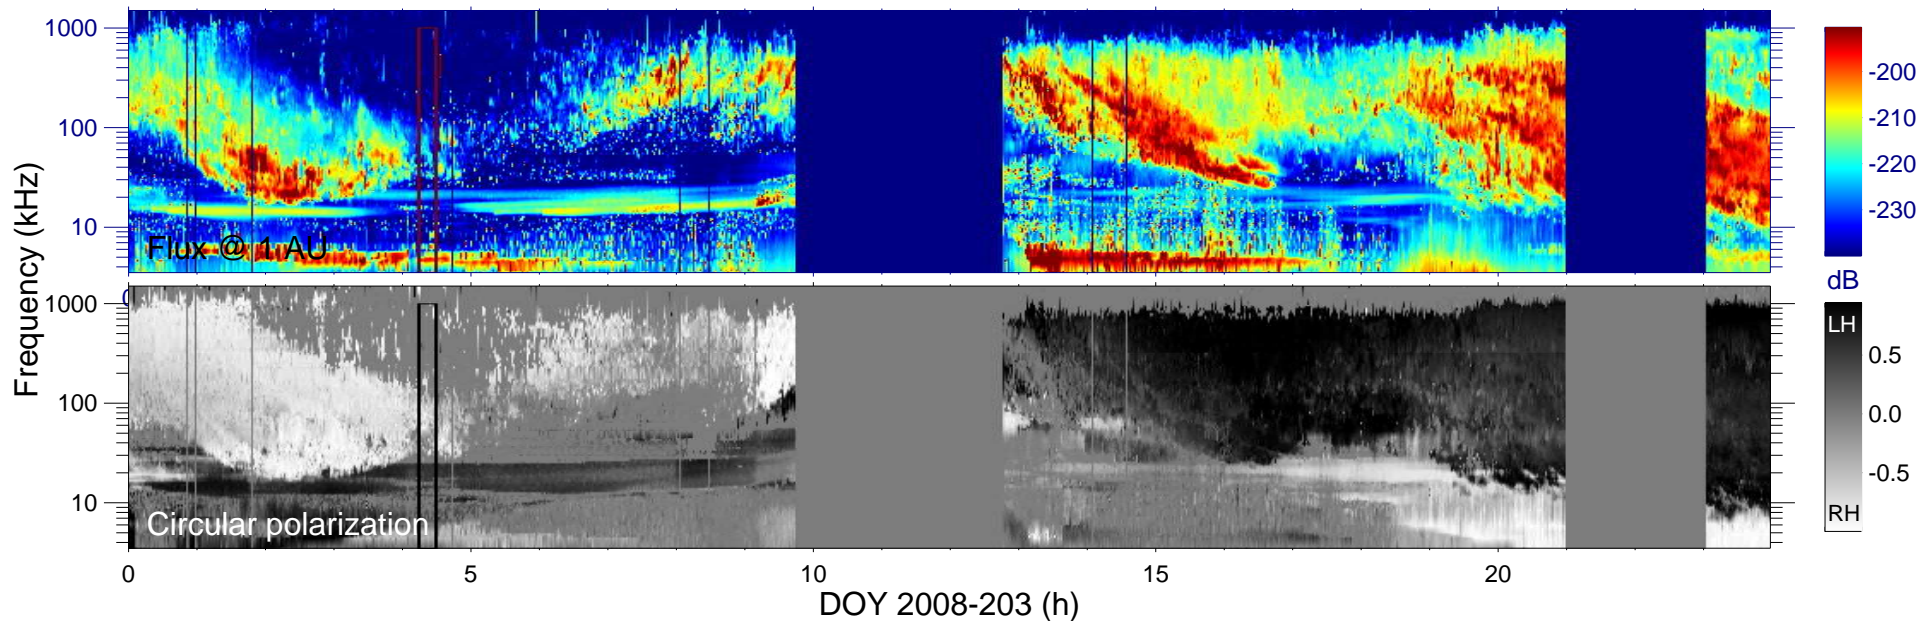 Frequency (kHz)
1000
100
10
Flux @ 1 AU
-200
-210
-220
-230
dB
1000
100
10
Circular polarization
LH
0.5
0.0
-0.5
RH
0 5 10 15 20
DOY 2008-203 (h)